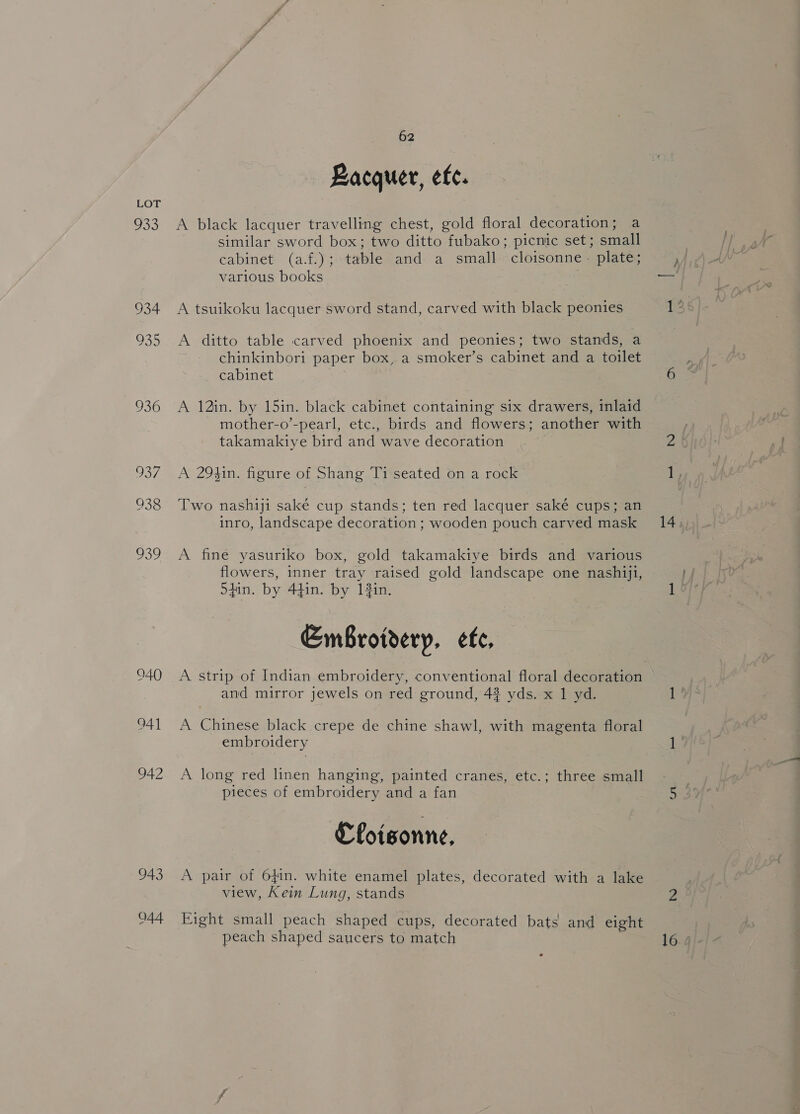 62
Lacquer, etc.
LOT
933 A black lacquer travelling chest, gold floral decoration; a
similar sword box; two ditto fubako; picnic set; small
cabinet (a.f.); table and a small cloisonne plate;
various books —
934 A tsuikoku lacquer sword stand, carved with black peonies 1
935 A ditto table carved phoenix and peonies; two stands, a
chinkinbori paper box, a smoker's cabinet and a toilet
cabinet 6
936 A 12in. by 15in. black cabinet containing six drawers, inlaid
mother-o'-pearl, etc., birds and flowers; another with
takamakiye bird and wave decoration 2
937 A 29½in. figure of Shang Ti seated on a rock 1
938 Two nashiji saké cup stands; ten red lacquer saké cups; an
inro, landscape decoration; wooden pouch carved mask 14
939 A fine yasuriko box, gold takamakiye birds and various
flowers, inner tray raised gold landscape one nashiji,
5¼in. by 4¼in. by 1¾in. 1
Embroidery, etc,
940 A strip of Indian embroidery, conventional floral decoration
and mirror jewels on red ground, 4¾ yds. x 1 yd. 1
941 A Chinese black crepe de chine shawl, with magenta floral
embroidery 1
942 A long red linen hanging, painted cranes, etc.; three small
pieces of embroidery and a fan 5
Cloisonne,
943 A pair of 6¼in. white enamel plates, decorated with a lake
view, Kein Lung, stands 2
944 Eight small peach shaped cups, decorated bats and eight
peach shaped saucers to match 16